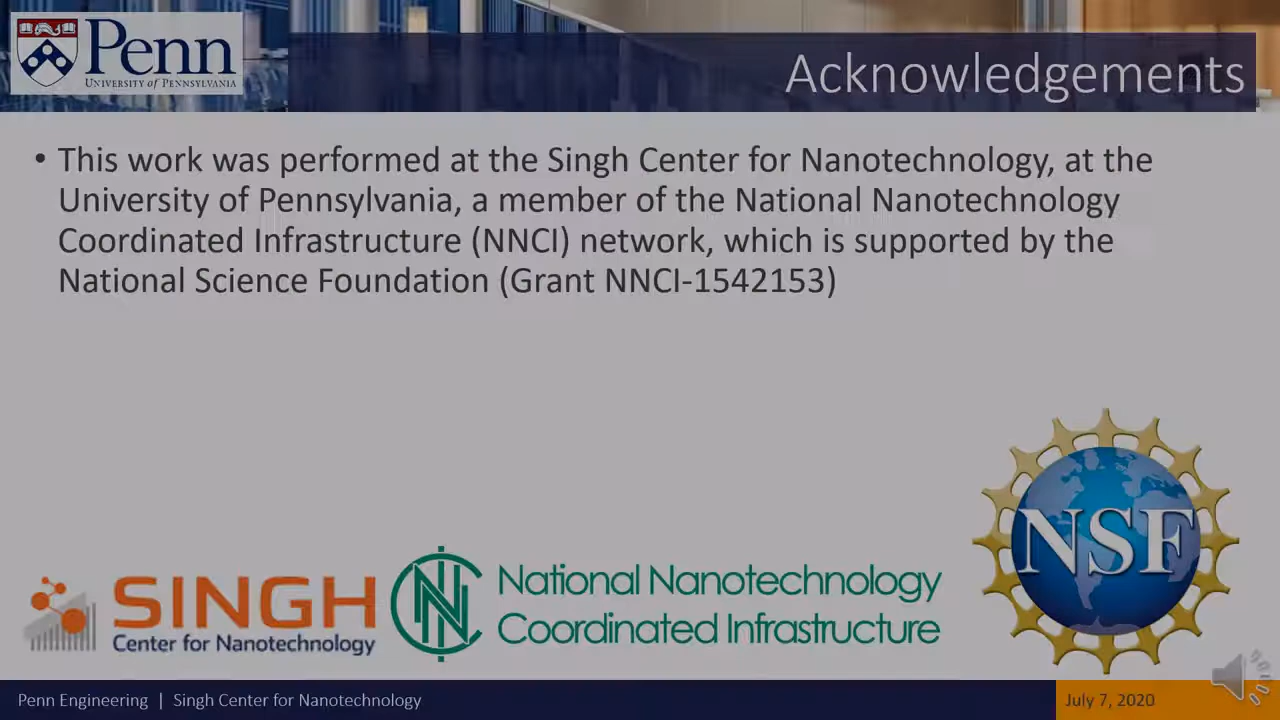 Penn
UNIVERSITY of PENNSYLVANIA
Acknowledgements
• This work was performed at the Singh Center for Nanotechnology, at the
University of Pennsylvania, a member of the National Nanotechnology
Coordinated Infrastructure (NNCI) network, which is supported by the
National Science Foundation (Grant NNCI-1542153)
SINGH
Center for Nanotechnology
National Nanotechnology
Coordinated Infrastructure
NSF
Penn Engineering | Singh Center for Nanotechnology
July 7, 2020